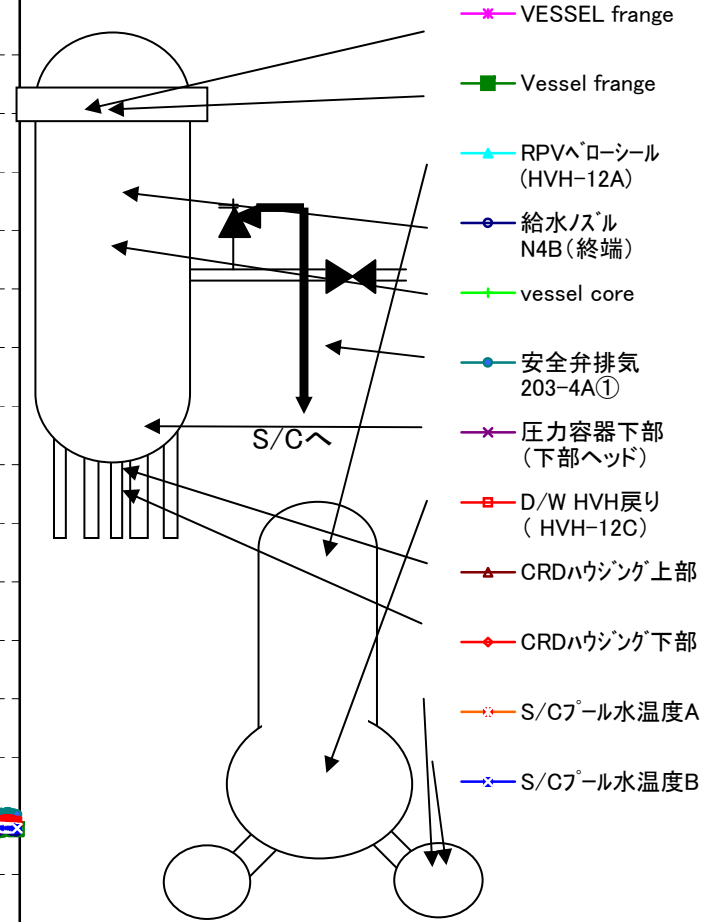 VESSEL frange
Vessel frange
RPVベローシール
(HVH-12A)
給水ノズル
N4B(終端)
vessel core
安全弁排気
203-4A①
圧力容器下部
(下部ヘッド)
D/W HVH戻り
( HVH-12C)
CRDハウジング上部
CRDハウジング下部
S/Cプール水温度A
S/Cプール水温度B
S/Cへ